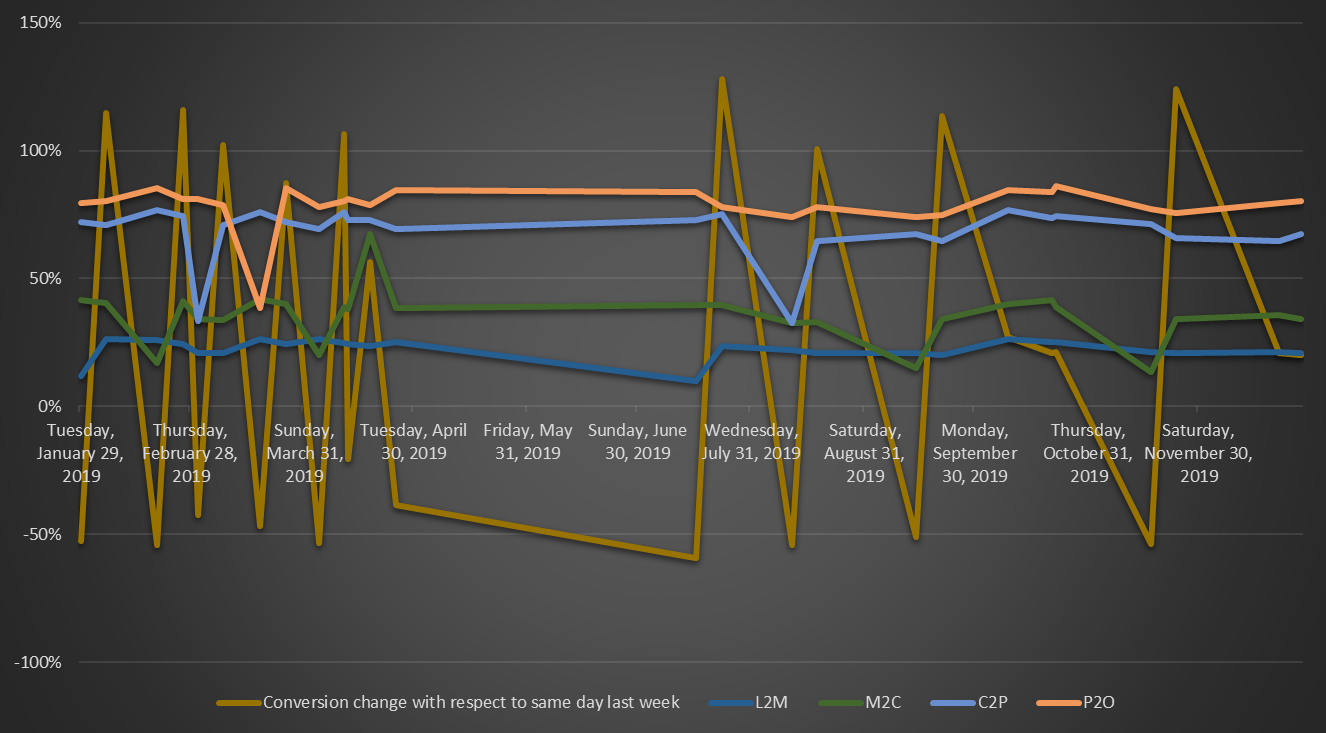 150%
100%
50%
0%
-50%
-100%
Tuesday, January 29, 2019
Thursday, February 28, 2019
Sunday, March 31, 2019
Tuesday, April 30, 2019
Friday, May 31, 2019
Sunday, June 30, 2019
Wednesday, July 31, 2019
Saturday, August 31, 2019
Monday, September 30, 2019
Thursday, October 31, 2019
Saturday, November 30, 2019
Conversion change with respect to same day last week
L2M
M2C
C2P
P2O